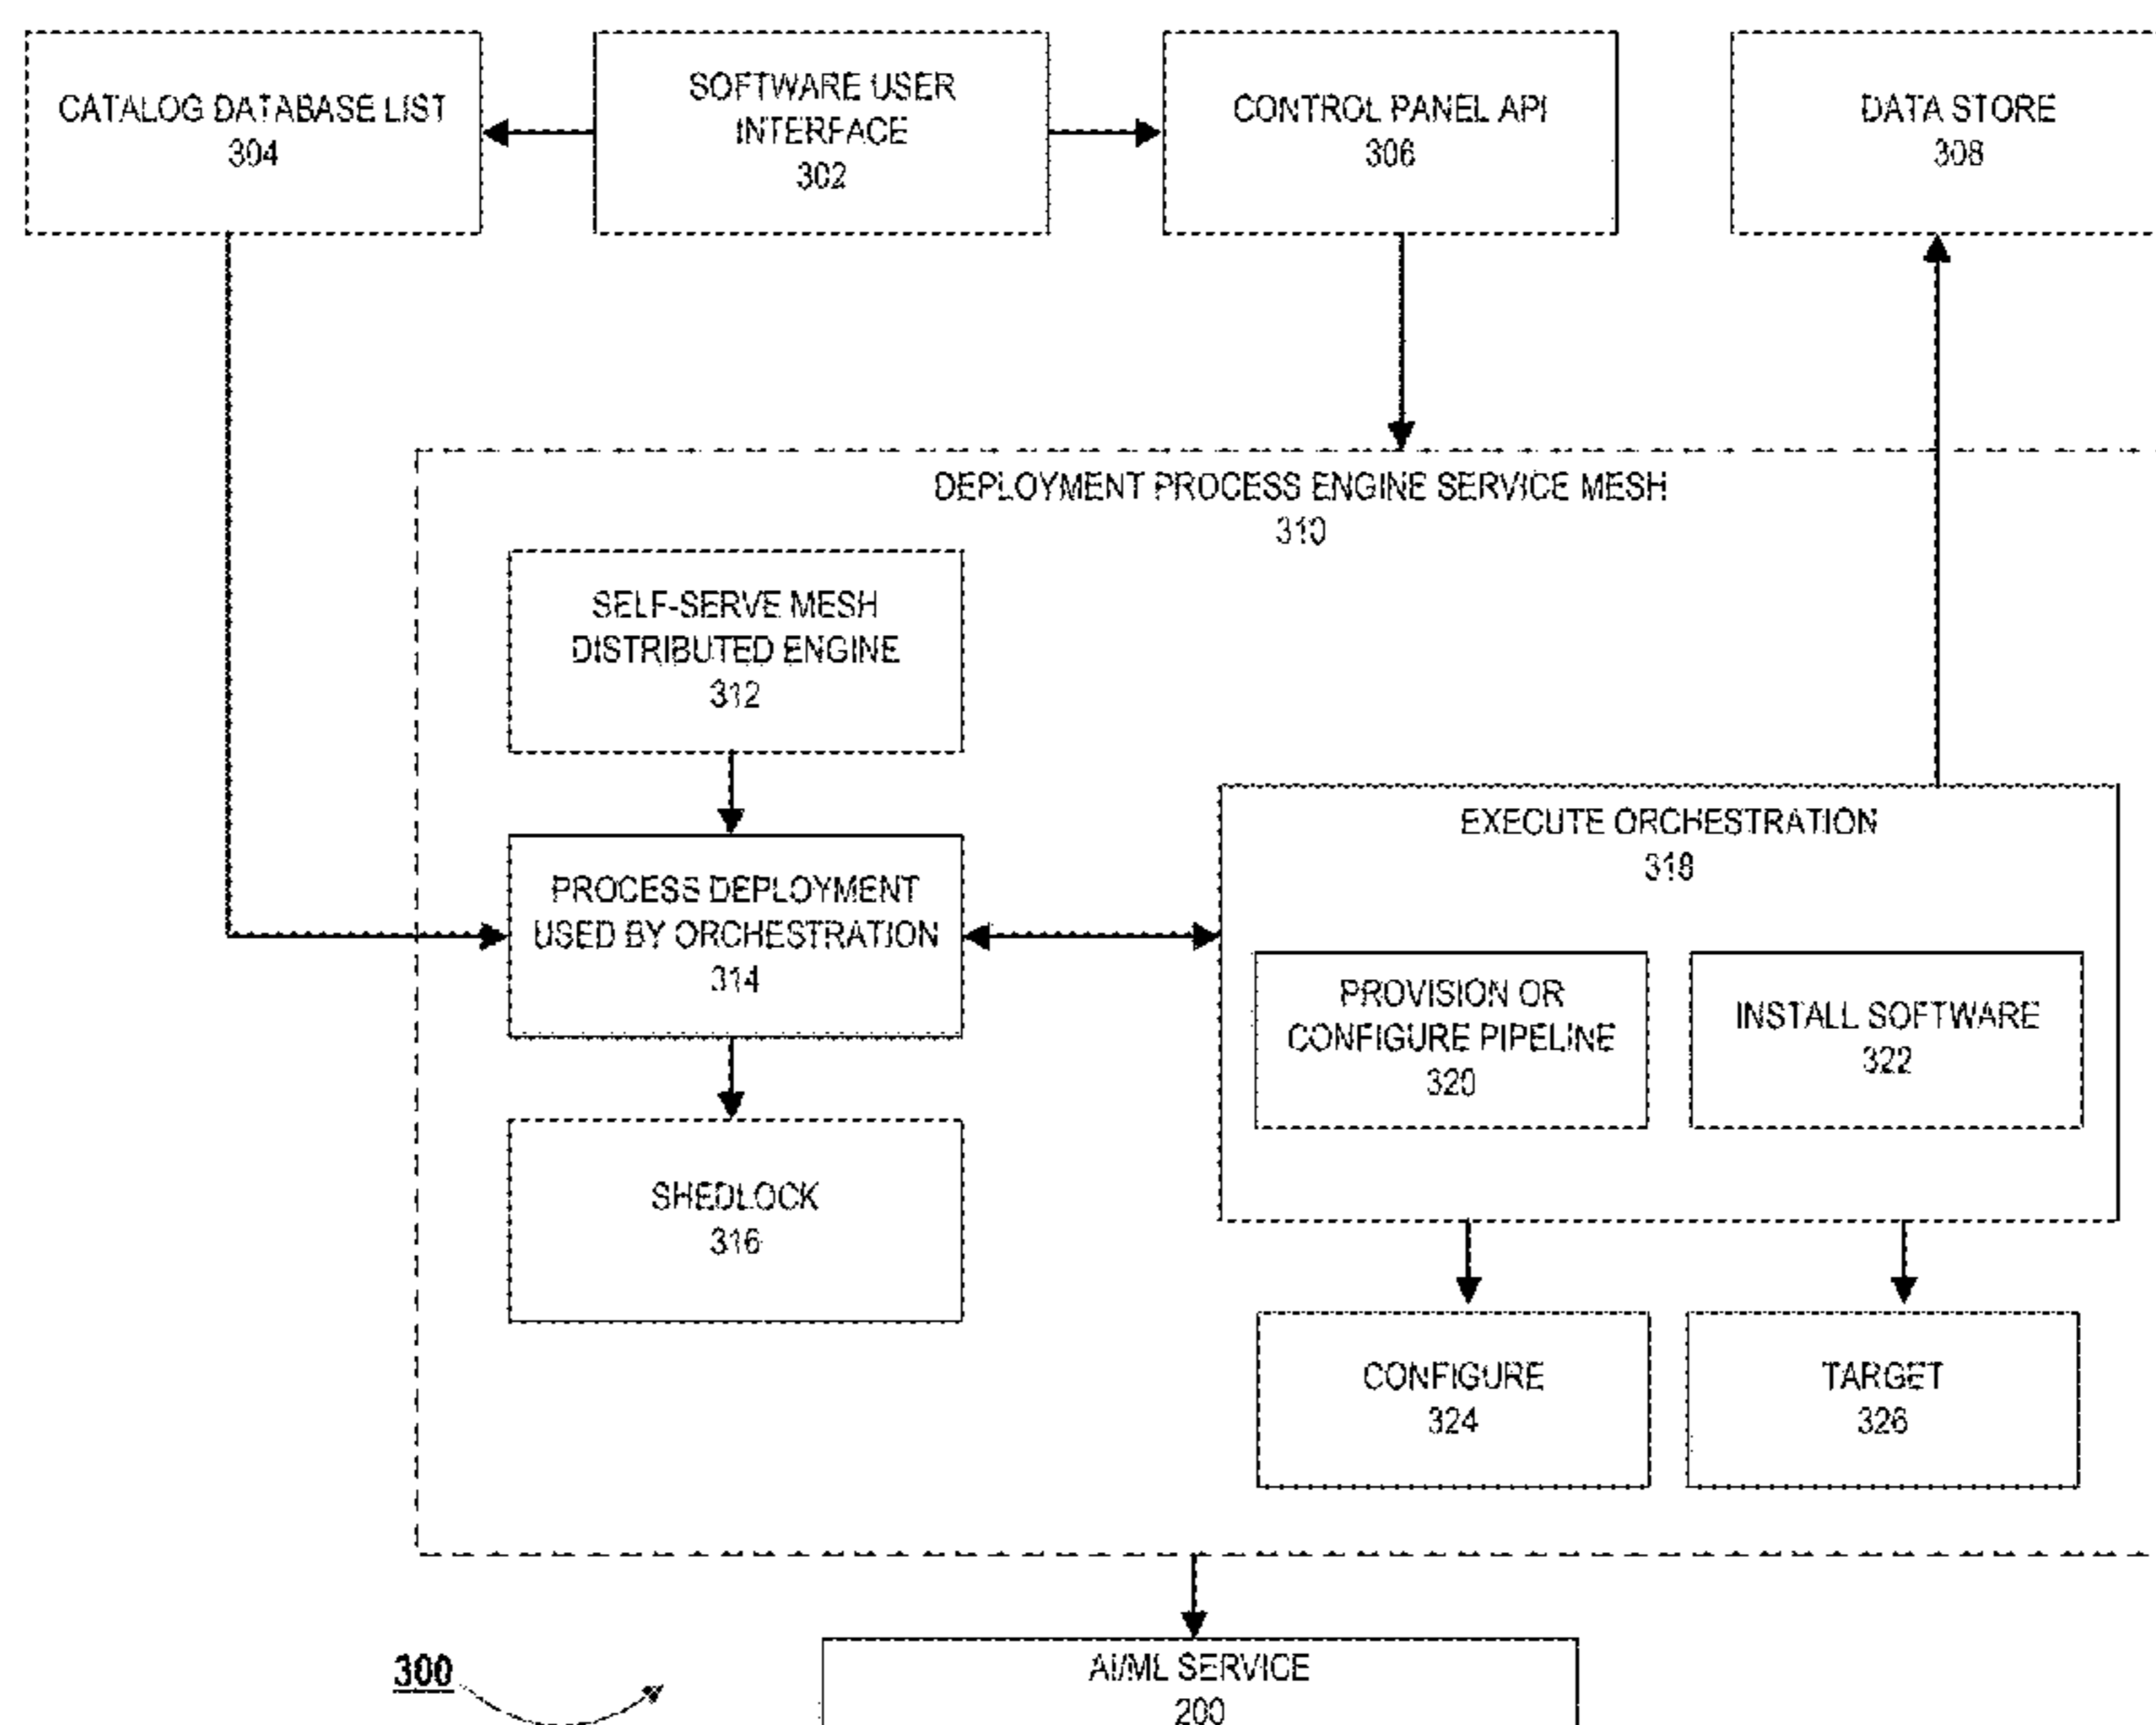 CATALOG DATABASE LIST
304
SOFTWARE USER
INTERFACE
302
CONTROL PANEL API
306
DATA STORE
308
DEPLOYMENT PROCESS ENGINE SERVICE MESH
310
SELF-SERVE MESH
DISTRIBUTED ENGINE
312
PROCESS DEPLOYMENT
USED BY ORCHESTRATION
314
SHEDLOCK
316
EXECUTE ORCHESTRATION
318
PROVISION OR
CONFIGURE PIPELINE
320
INSTALL SOFTWARE
322
CONFIGURE
324
TARGET
326
300
AI/ML SERVICE
200